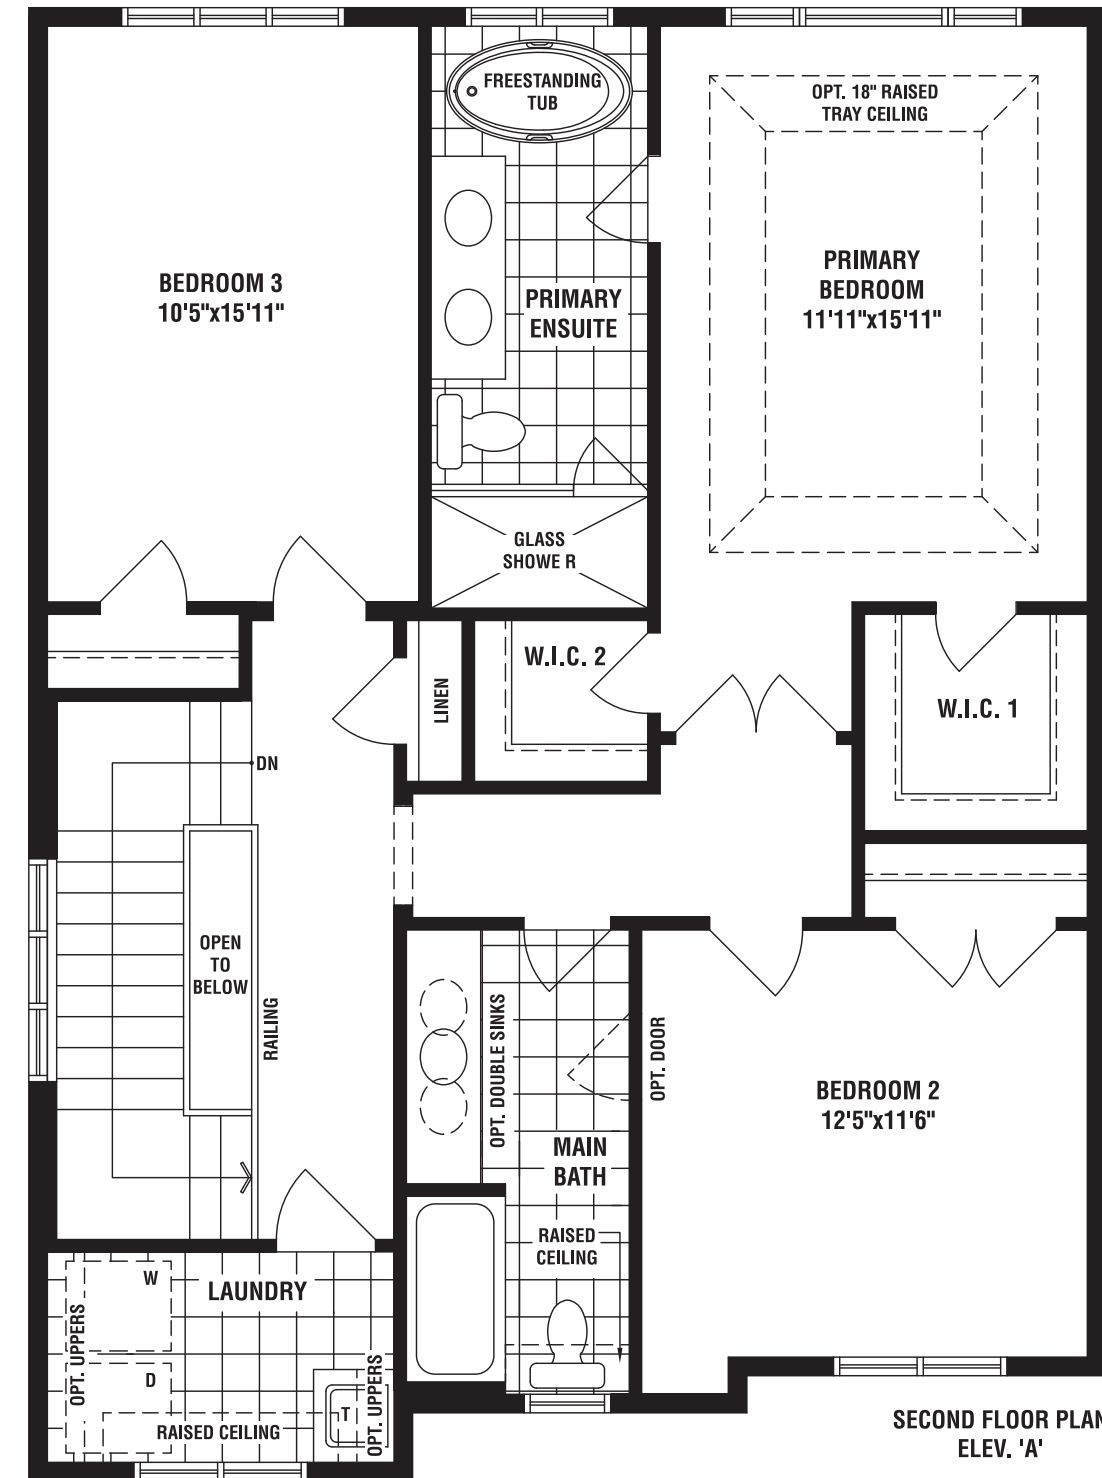 FREESTANDING
TUB
OPT. 18" RAISED
TRAY CEILING
BEDROOM 3
10'5"x15'11"
PRIMARY
ENSUITE
PRIMARY
BEDROOM
11'11"x15'11"
GLASS
SHOWE R
W.I.C. 2
LINEN
W.I.C. 1
DN
OPEN
TO
BELOW
RAILING
OPT. DOUBLE SINKS
OPT. DOOR
BEDROOM 2
12'5"x11'6"
MAIN
BATH
RAISED
CEILING
W
LAUNDRY
OPT. UPPERS
D
T
OPT. UPPERS
RAISED CEILING
SECOND FLOOR PLAN
ELEV. 'A'